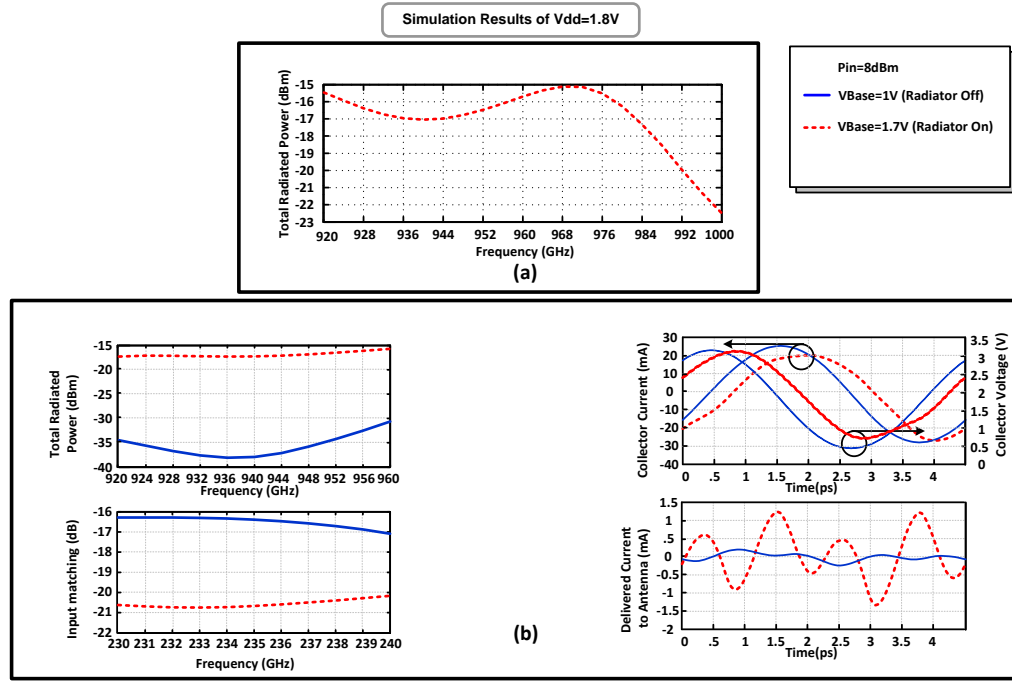 Simulation Results of Vdd=1.8V
Total Radiated Power (dBm)
-15
-16
-17
-18
-19
-20
-21
-22
-23
920 928 936 944 952 960 968 976 984 992 1000
Frequency (GHz)
(a)
Pin=8dBm
VBase=1V (Radiator Off)
VBase=1.7V (Radiator On)
Total Radiated
Power (dBm)
-15
-20
-25
-30
-35
-40
920 924 928 932 936 940 944 948 952 956 960
Frequency (GHz)
Input matching (dB)
-16
-17
-18
-19
-20
-21
-22
230 231 232 233 234 235 236 237 238 239 240
Frequency (GHz)
(b)
Collector Current (mA)
30
20
10
0
-10
-20
-30
-40
3.5
3
2.5
2
1.5
1
0.5
0
Collector Voltage (V)
0 .5 1 1.5 2 2.5 3 3.5 4
Time(ps)
Delivered Current
to Antenna (mA)
1.5
1
0.5
0
-0.5
-1
-1.5
-2
0 .5 1 1.5 2 2.5 3 3.5 4
Time(ps)